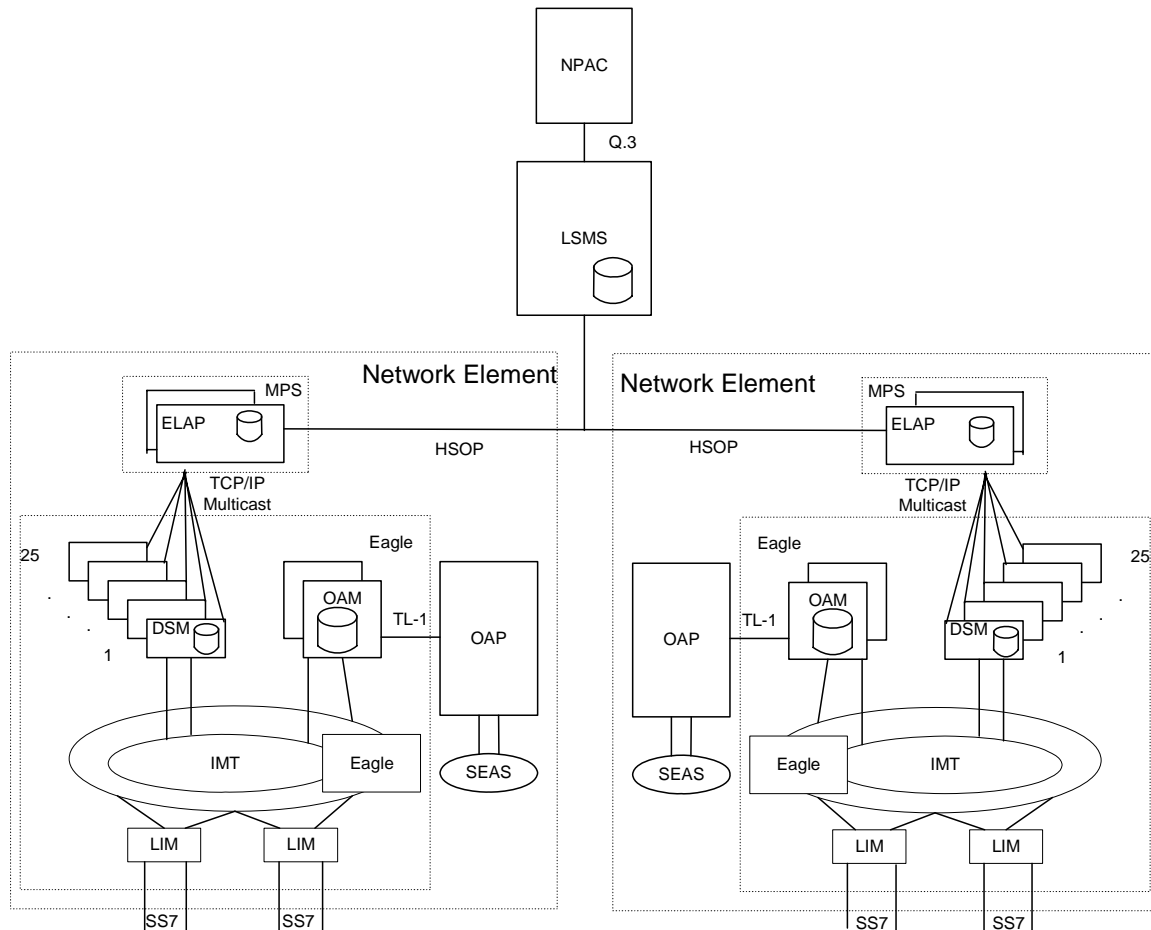 NPAC
Q.3
LSMS
Network Element
MPS
ELAP
HSOP
TCP/IP
Multicast
Eagle
25
.
.
.
1
DSM
OAM
TL-1
OAP
IMT
Eagle
SEAS
LIM
LIM
SS7
SS7
Network Element
MPS
ELAP
HSOP
TCP/IP
Multicast
Eagle
25
.
.
.
1
DSM
OAM
TL-1
OAP
Eagle
IMT
SEAS
LIM
LIM
SS7
SS7